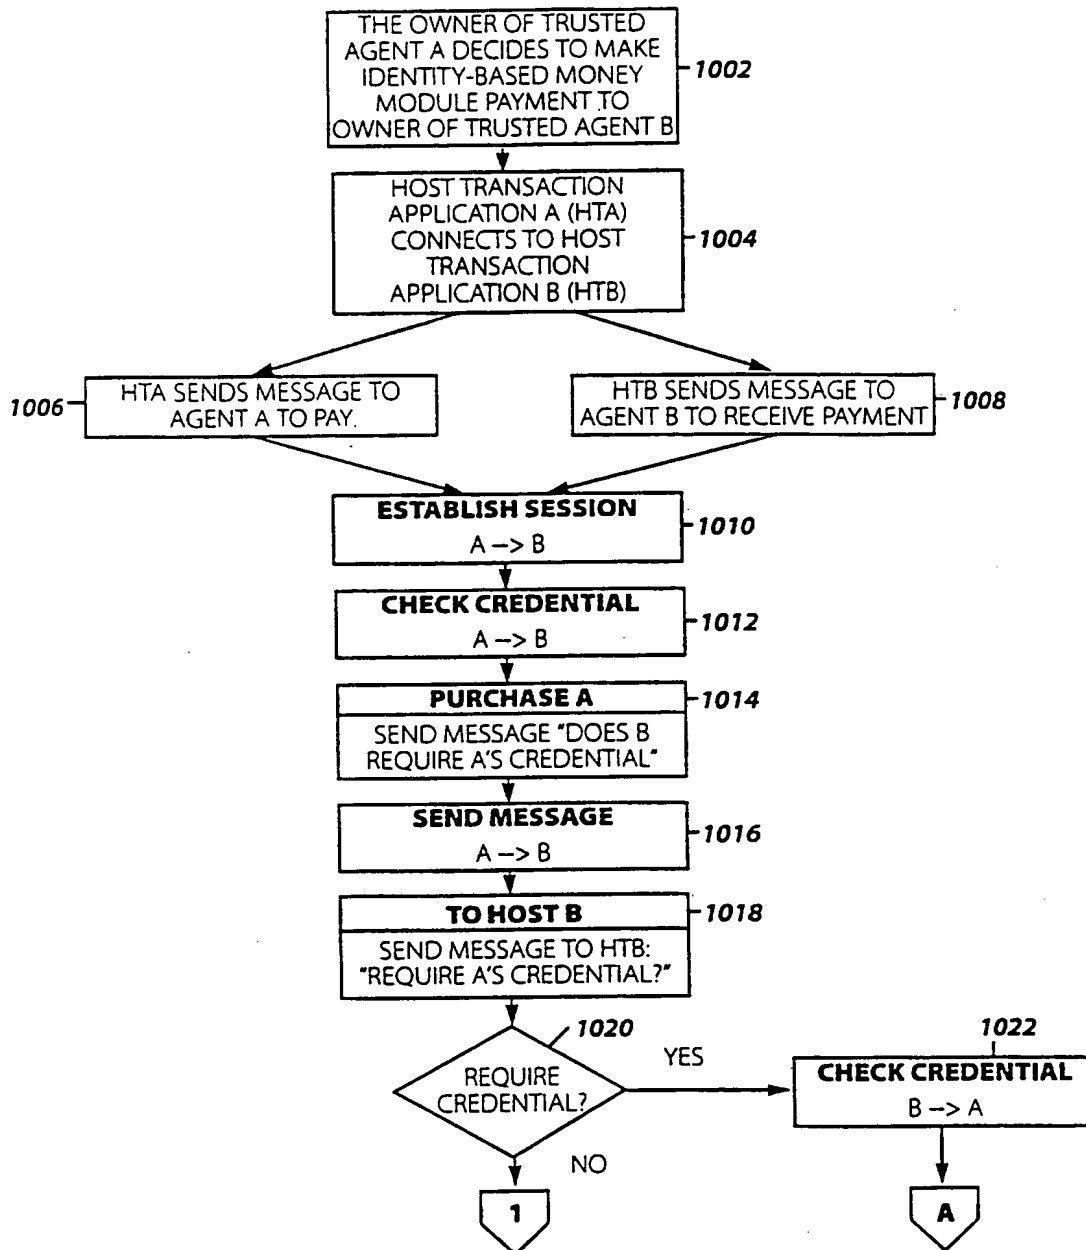 THE OWNER OF TRUSTED
AGENT A DECIDES TO MAKE
IDENTITY-BASED MONEY
MODULE PAYMENT TO
OWNER OF TRUSTED AGENT B
1002
HOST TRANSACTION
APPLICATION A (HTA)
CONNECTS TO HOST
TRANSACTION
APPLICATION B (HTB)
1004
1006
HTA SENDS MESSAGE TO
AGENT A TO PAY.
HTB SENDS MESSAGE TO
AGENT B TO RECEIVE PAYMENT
1008
ESTABLISH SESSION
A –> B
1010
CHECK CREDENTIAL
A –> B
1012
PURCHASE A
1014
SEND MESSAGE "DOES B
REQUIRE A'S CREDENTIAL"
SEND MESSAGE
A –> B
1016
TO HOST B
1018
SEND MESSAGE TO HTB:
"REQUIRE A'S CREDENTIAL?"
1020
REQUIRE
CREDENTIAL?
YES
1022
CHECK CREDENTIAL
B –> A
NO
1
A